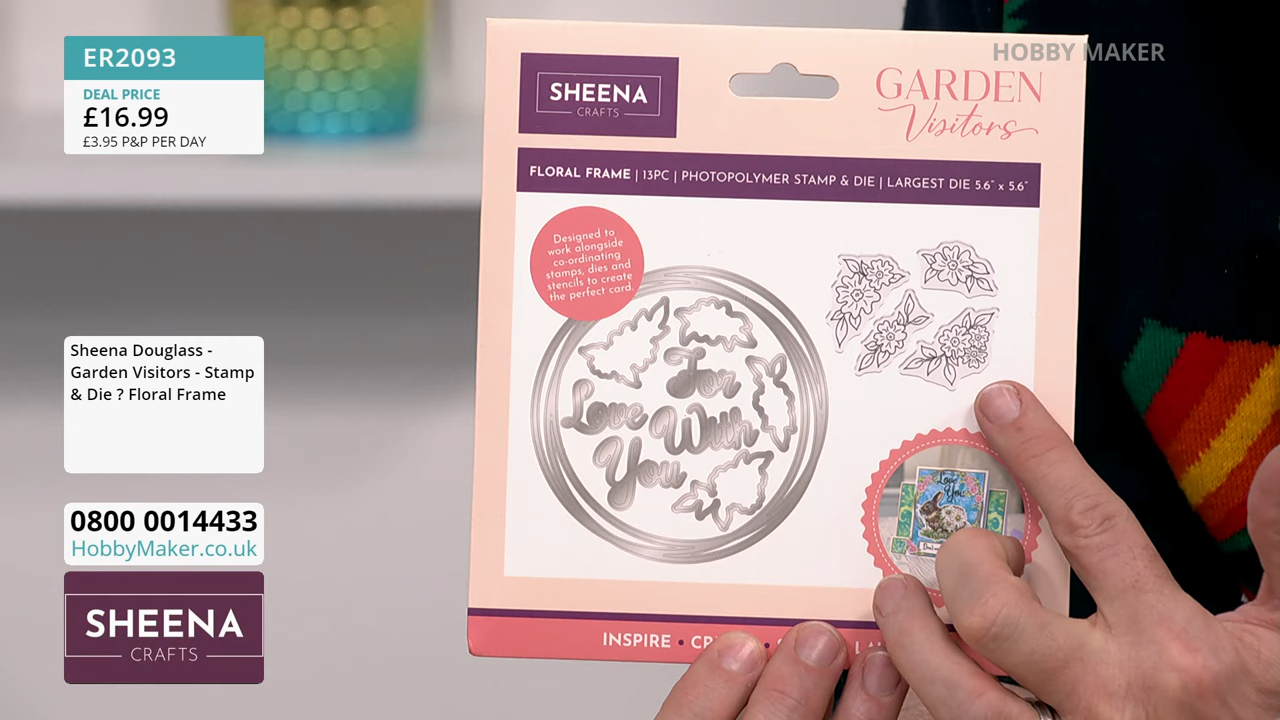 ER2093
DEAL PRICE
£16.99
£3.95 P&P PER DAY
Sheena Douglass -
Garden Visitors - Stamp
& Die ? Floral Frame
0800 0014433
HobbyMaker.co.uk
SHEENA
CRAFTS
HOBBY MAKER
SHEENA
CRAFTS
GARDEN
Visitors
FLORAL FRAME | 13PC | PHOTOPOLYMER STAMP & DIE | LARGEST DIE 5.6" x 5.6"
Designed to
work alongside
co-ordinating
stamps, dies and
stencils to create
the perfect card.
For
Love With
You
Love
You
INSPIRE •